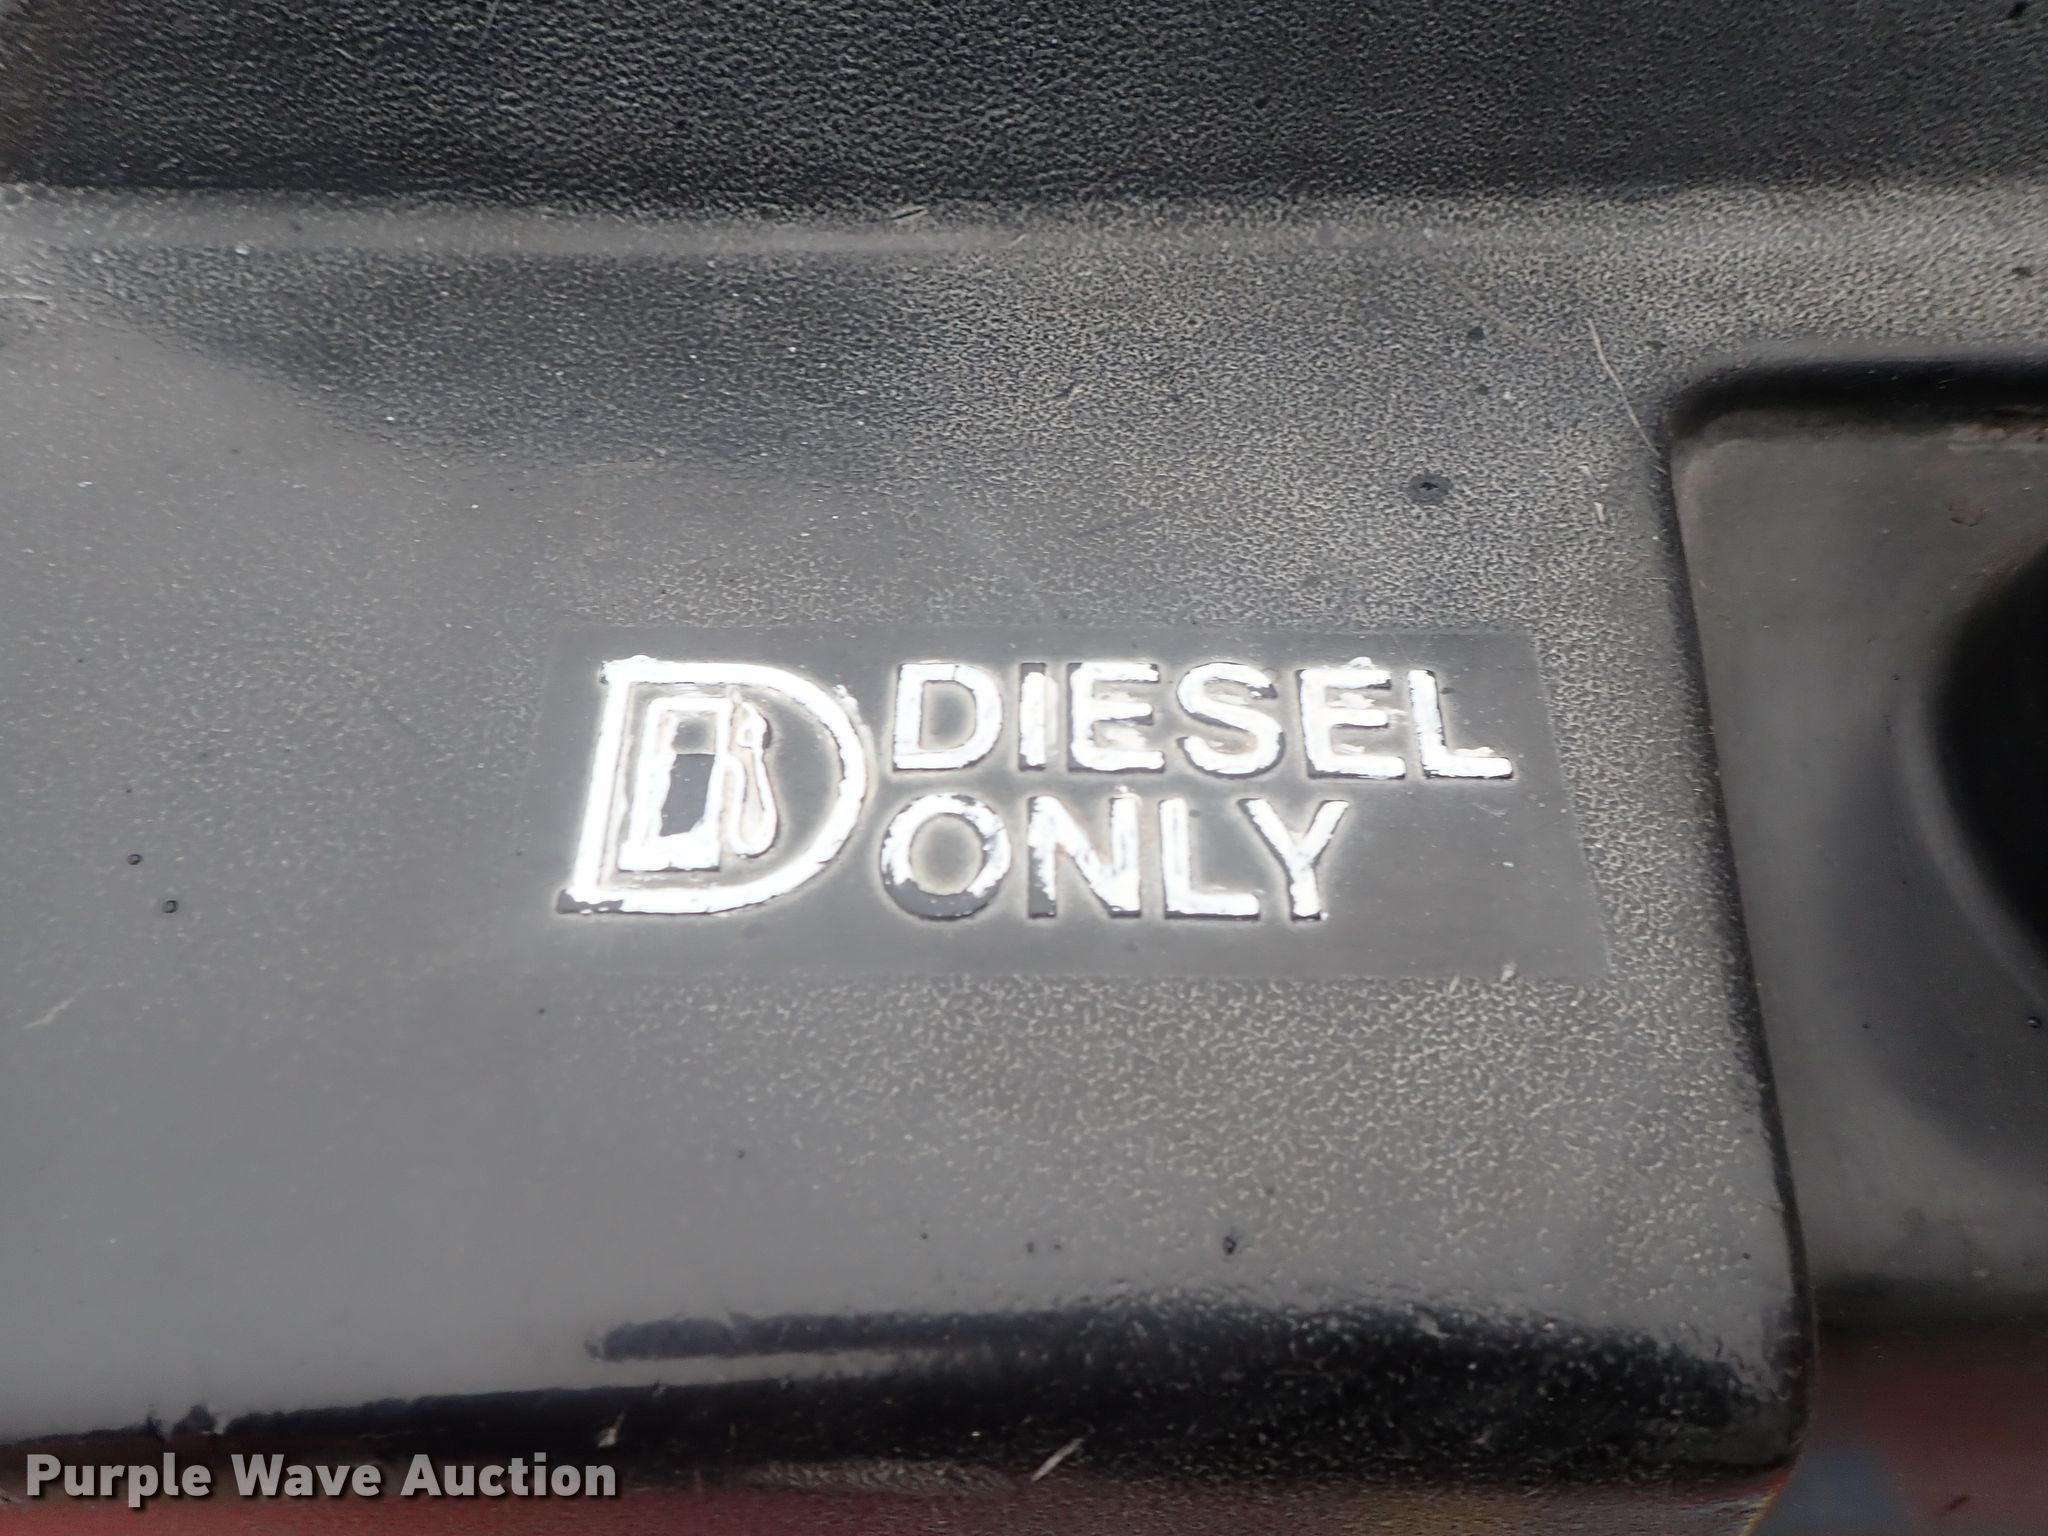 D DIESEL
ONLY
Purple Wave Auction